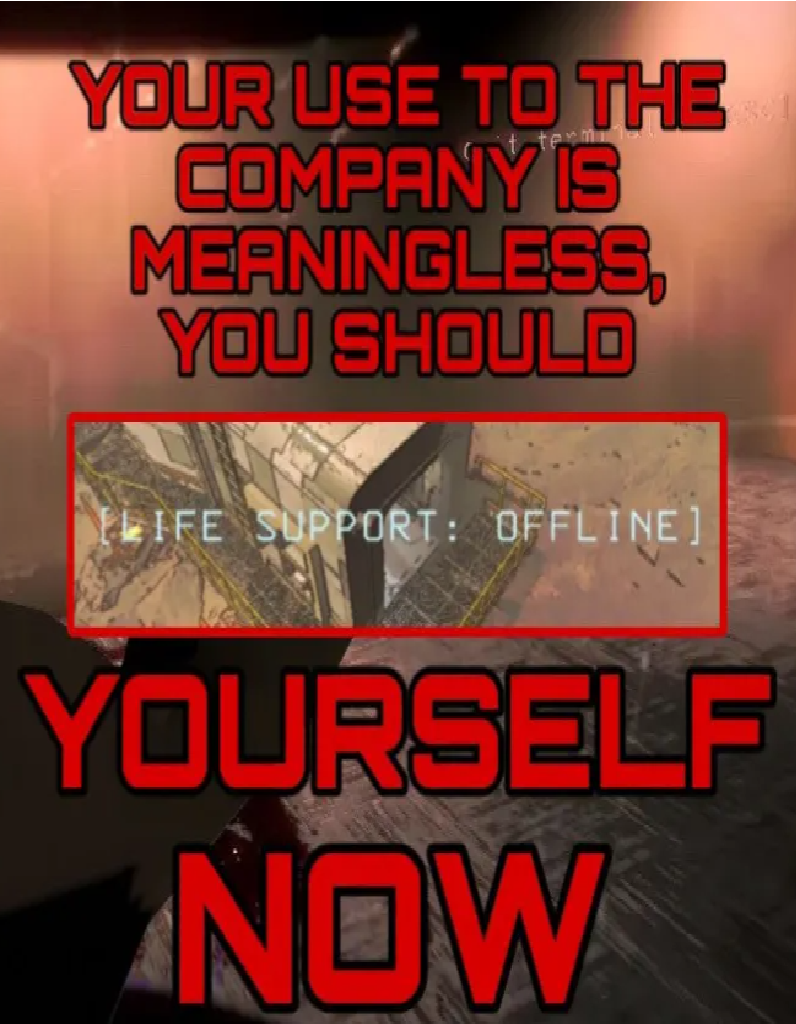 YOUR USE TO THE
COMPANY IS
MEANINGLESS,
YOU SHOULD
[LIFE SUPPORT: OFFLINE]
YOURSELF
NOW